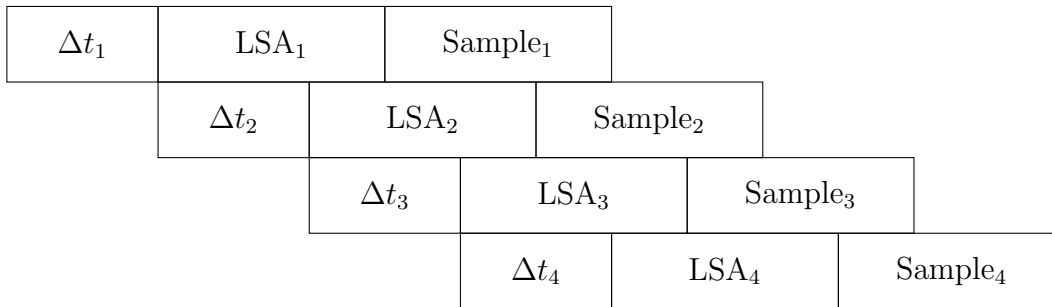 Δt₁ LSA₁ Sample₁
Δt₂ LSA₂ Sample₂
Δt₃ LSA₃ Sample₃
Δt₄ LSA₄ Sample₄